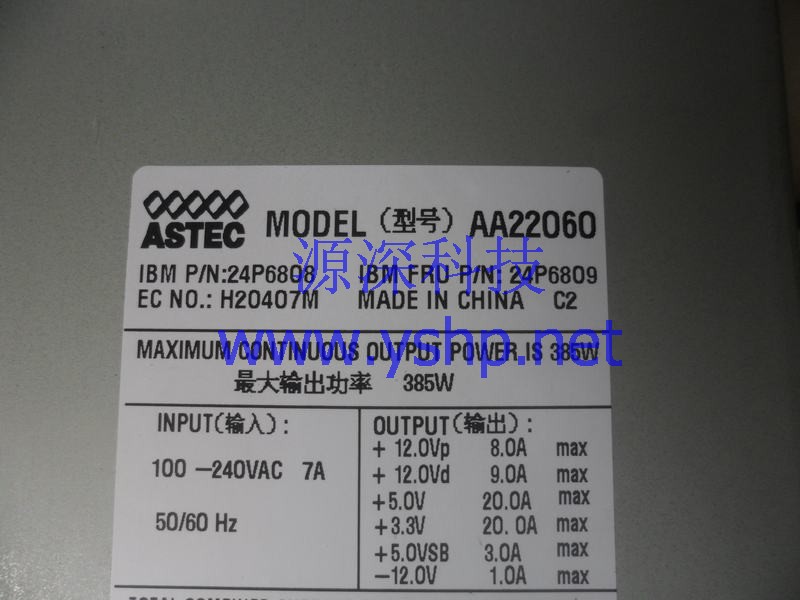 ASTEC MODEL (型号) AA22060
源深科技
IBM P/N:24P6808 IBM FRU P/N: 24P6809
EC NO.: H20407M MADE IN CHINA C2
www.yshp.net
MAXIMUM CONTINUOUS OUTPUT POWER IS 385W
最大输出功率 385W
INPUT(输入):
100 -240VAC 7A
50/60 Hz
OUTPUT(输出):
+ 12.0Vp 8.0A max
+ 12.0Vd 9.0A max
+5.0V 20.0A max
+3.3V 20.0A max
+5.0VSB 3.0A max
-12.0V 1.0A max